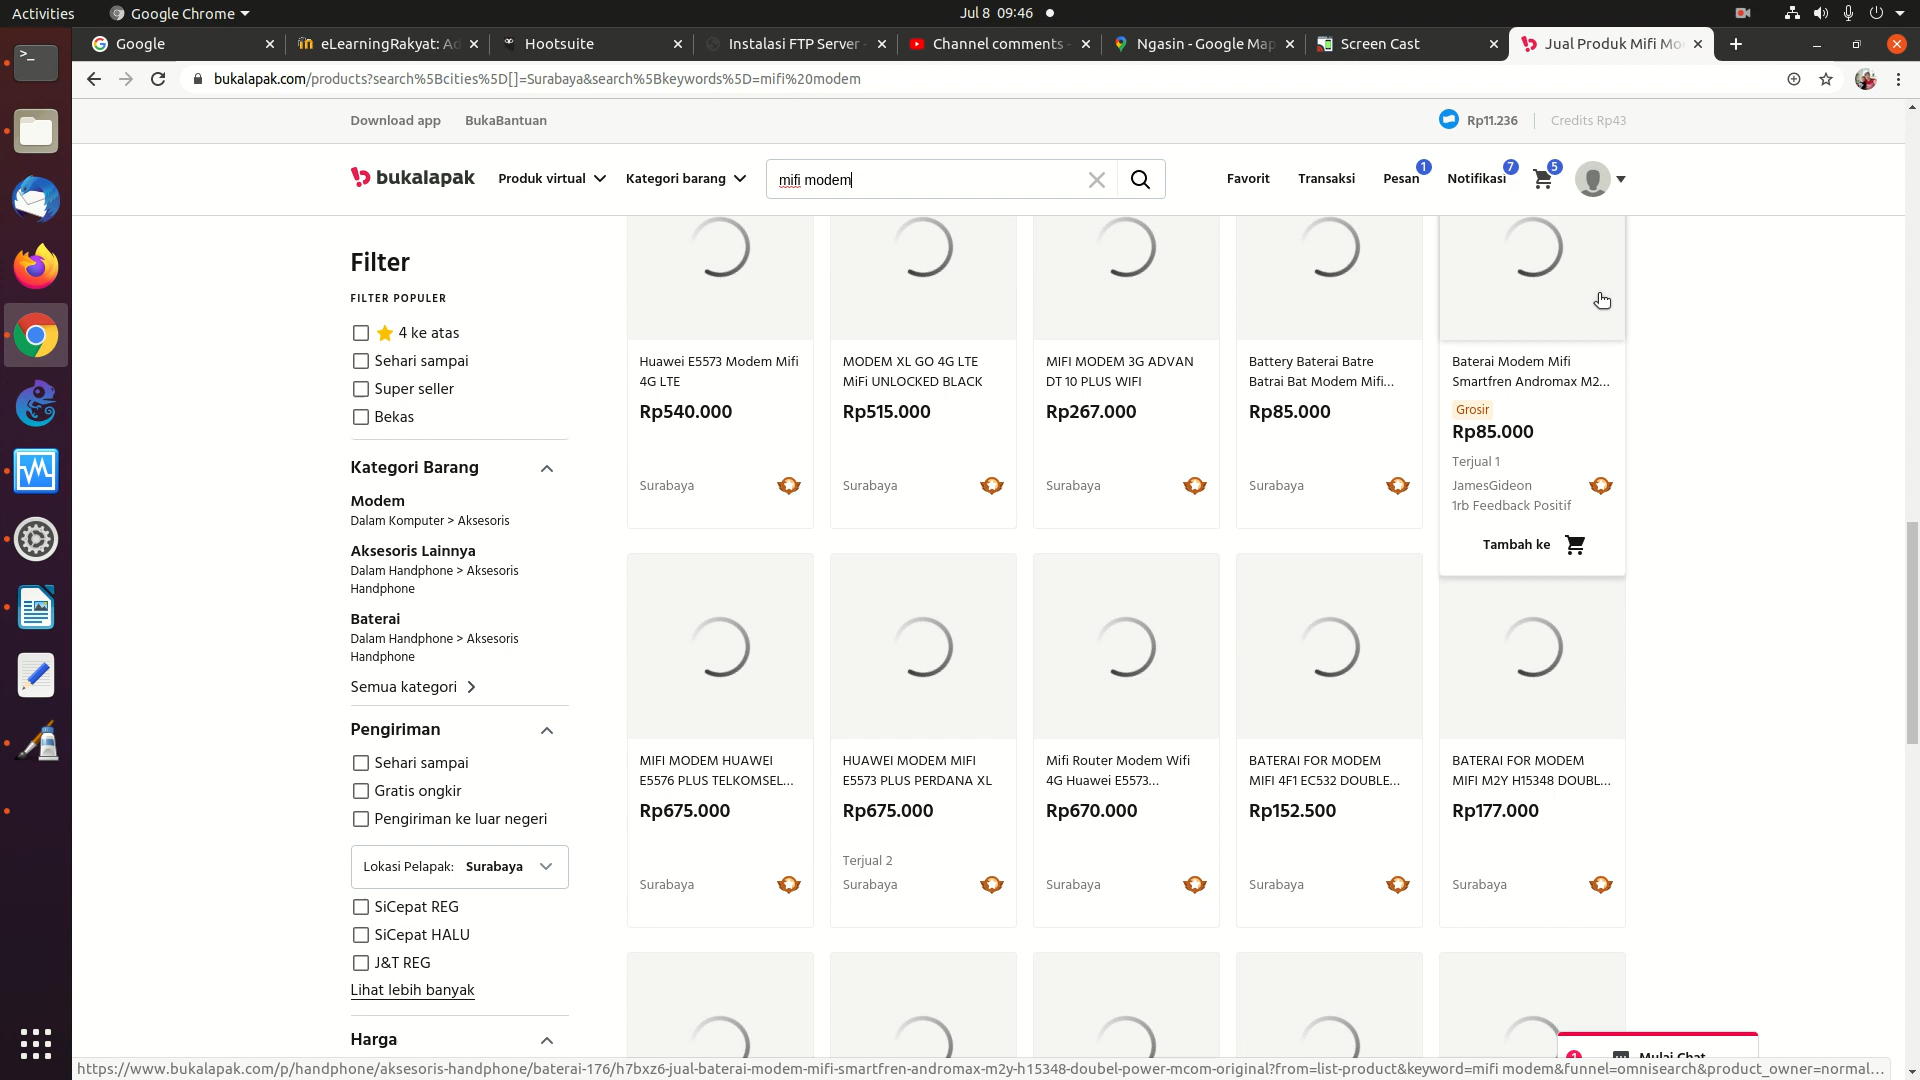 Activities
Google Chrome
Jul 8 09:46
Google
eLearningRakyat: Ad
Hootsuite
Instalasi FTP Server -
Channel comments -
Ngasin - Google Map
Screen Cast
Jual Produk Mifi Mo
bukalapak.com/products?search%5Bcities%5D[]=Surabaya&search%5Bkeywords%5D=mifi%20modem
Download app
BukaBantuan
Rp11.236
Credits Rp43
bukalapak
Produk virtual
Kategori barang
mifi modem
Favorit
Transaksi
Pesan
1
Notifikasi
7
5
Filter
FILTER POPULER
4 ke atas
Sehari sampai
Super seller
Bekas
Kategori Barang
Modem
Dalam Komputer > Aksesoris
Aksesoris Lainnya
Dalam Handphone > Aksesoris
Handphone
Baterai
Dalam Handphone > Aksesoris
Handphone
Semua kategori
Pengiriman
Sehari sampai
Gratis ongkir
Pengiriman ke luar negeri
Lokasi Pelapak: Surabaya
SiCepat REG
SiCepat HALU
J&T REG
Lihat lebih banyak
Harga
Huawei E5573 Modem Mifi
4G LTE
Rp540.000
Surabaya
MODEM XL GO 4G LTE
MiFi UNLOCKED BLACK
Rp515.000
Surabaya
MIFI MODEM 3G ADVAN
DT 10 PLUS WIFI
Rp267.000
Surabaya
Battery Baterai Batre
Batrai Bat Modem Mifi...
Rp85.000
Surabaya
Baterai Modem Mifi
Smartfren Andromax M2...
Grosir
Rp85.000
Terjual 1
JamesGideon
1rb Feedback Positif
Tambah ke
MIFI MODEM HUAWEI
E5576 PLUS TELKOMSEL...
Rp675.000
Surabaya
HUAWEI MODEM MIFI
E5573 PLUS PERDANA XL
Rp675.000
Terjual 2
Surabaya
Mifi Router Modem Wifi
4G Huawei E5573...
Rp670.000
Surabaya
BATERAI FOR MODEM
MIFI 4F1 EC532 DOUBLE...
Rp152.500
Surabaya
BATERAI FOR MODEM
MIFI M2Y H15348 DOUBL...
Rp177.000
Surabaya
1
Mulai Chat
https://www.bukalapak.com/p/handphone/aksesoris-handphone/baterai-176/h7bxz6-jual-baterai-modem-mifi-smartfren-andromax-m2y-h15348-doubel-power-mcom-original?from=list-product&keyword=mifi modem&funnel=omnisearch&product_owner=normal...